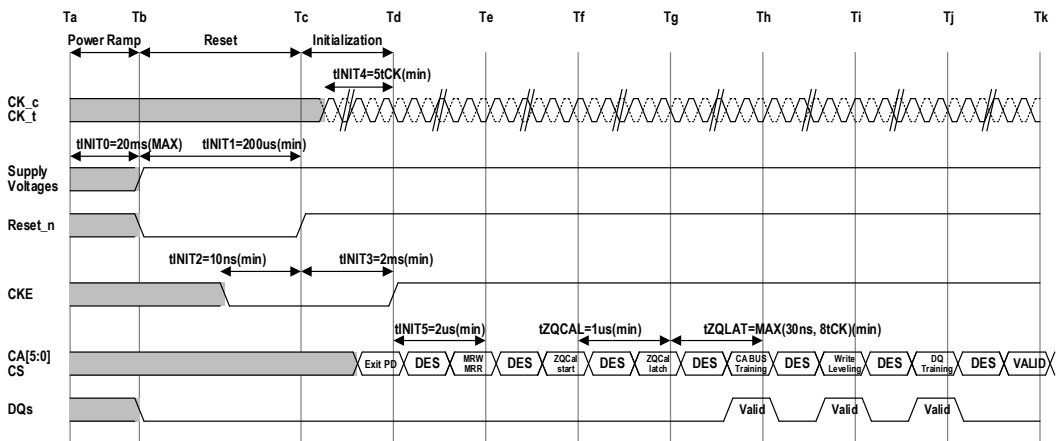 Ta Tb Tc Td Te Tf Tg Th Ti Tj Tk
Power Ramp Reset Initialization
tINIT4=5tCK(min)
CK_c
CK_t
tINIT0=20ms(MAX) tINIT1=200us(min)
Supply
Voltages
Reset_n
tINIT2=10ns(min) tINIT3=2ms(min)
CKE
tINIT5=2us(min) tZQCAL=1us(min) tZQLAT=MAX(30ns, 8tCK)(min)
CA[5:0]
CS
Exit PD DES MRW MRR DES ZQCal start DES ZQCal latch DES CA BUS Training DES Write Leveling DES DQ Training DES VALID
DQs Valid Valid Valid